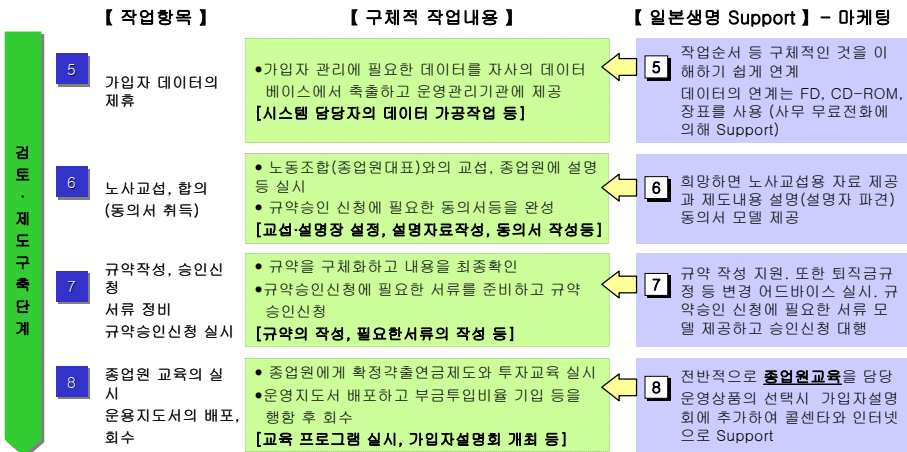 【 작업항목 】
【 구체적 작업내용 】
【 일본생명 Support 】 – 마케팅
검토·제도구축단계
5
가입자 데이터의
제휴
•가입자 관리에 필요한 데이터를 자사의 데이터
베이스에서 축출하고 운영관리기관에 제공
[시스템 담당자의 데이터 가공작업 등]
5
작업순서 등 구체적인 것을 이
해하기 쉽게 연계
데이터의 연계는 FD, CD-ROM,
장표를 사용 (사무 무료전화에
의해 Support)
6
노사교섭, 합의
(동의서 취득)
• 노동조합(종업원대표)와의 교섭, 종업원에 설명
등 실시
• 규약승인 신청에 필요한 동의서등을 완성
[교섭·설명장 설정, 설명자료작성, 동의서 작성등]
6
희망하면 노사교섭용 자료 제공
과 제도내용 설명(설명자 파견)
동의서 모델 제공
7
규약작성, 승인신
청
서류 정비
규약승인신청 실시
• 규약을 구체화하고 내용을 최종확인
•규약승인신청에 필요한 서류를 준비하고 규약
승인신청
[규약의 작성, 필요한서류의 작성 등]
7
규약 작성 지원. 또한 퇴직금규
정 등 변경 어드바이스 실시. 규
약승인 신청에 필요한 서류 모
델 제공하고 승인신청 대행
8
종업원 교육의 실
시
운용지도서의 배포,
회수
• 종업원에게 확정갹출연금제도와 투자교육 실시
•운영지도서 배포하고 부금투입비율 기입 등을
행함 후 회수
[교육 프로그램 실시, 가입자설명회 개최 등]
8
전반적으로 종업원교육을 담당
운영상품의 선택시 가입자설명
회에 추가하여 콜센타와 인터넷
으로 Support